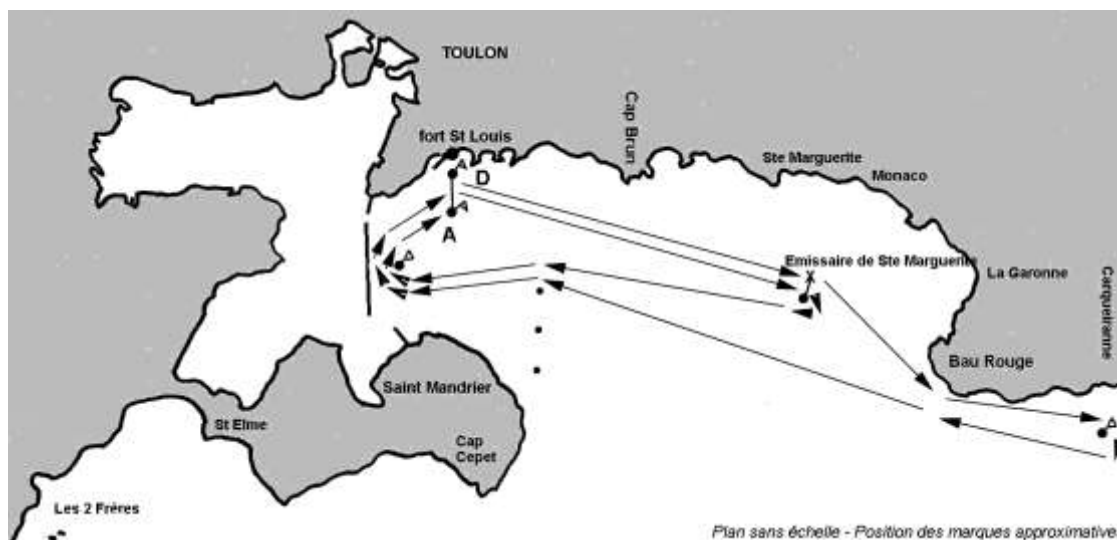 TOULON
fort St Louis
Cap Brun
D
Ste Marguerite
Monaco
A
Emissaire de Ste Marguerite
La Garonne
Carqueiranne
Bau Rouge
Saint Mandrier
St Elme
Cap
Cepet
Les 2 Frères
Plan sans échelle - Position des marques approximative